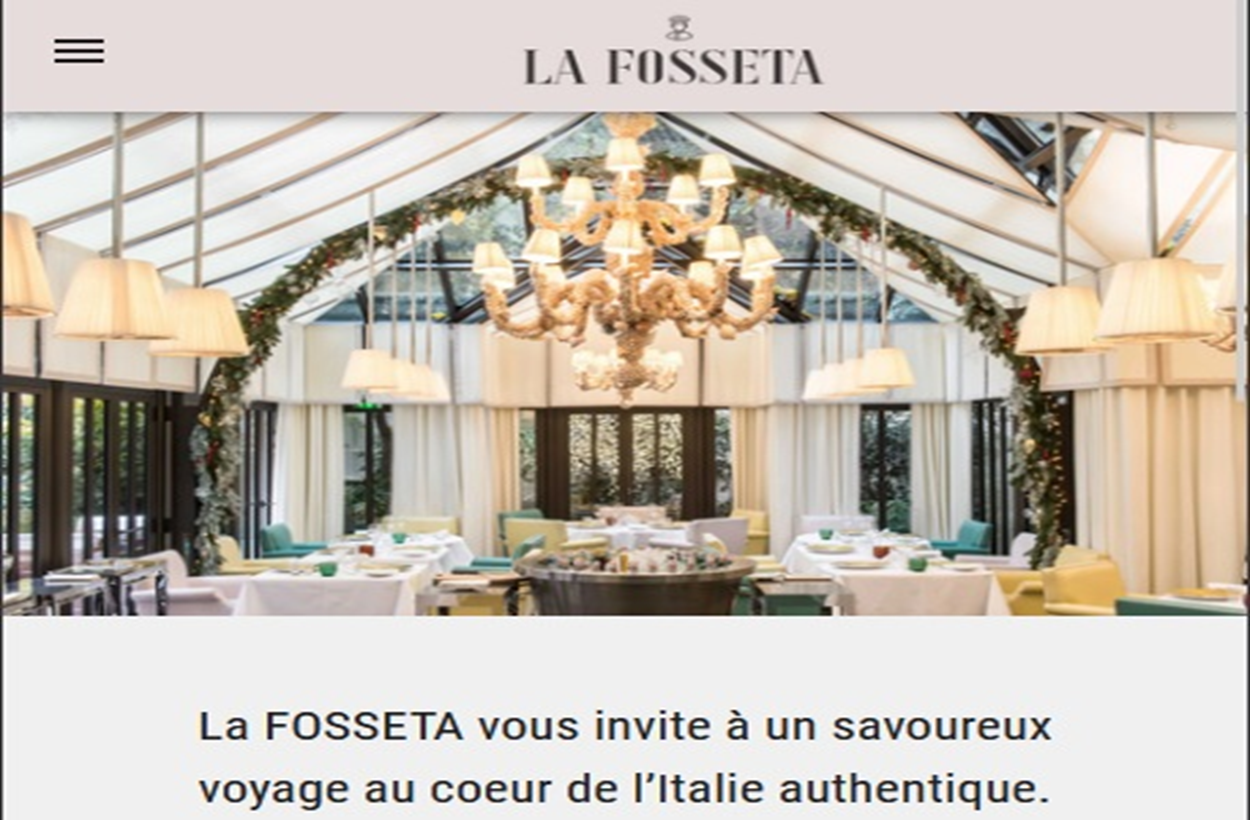 LA FOSSETA
La FOSSETA vous invite à un savoureux
voyage au coeur de l’Italie authentique.